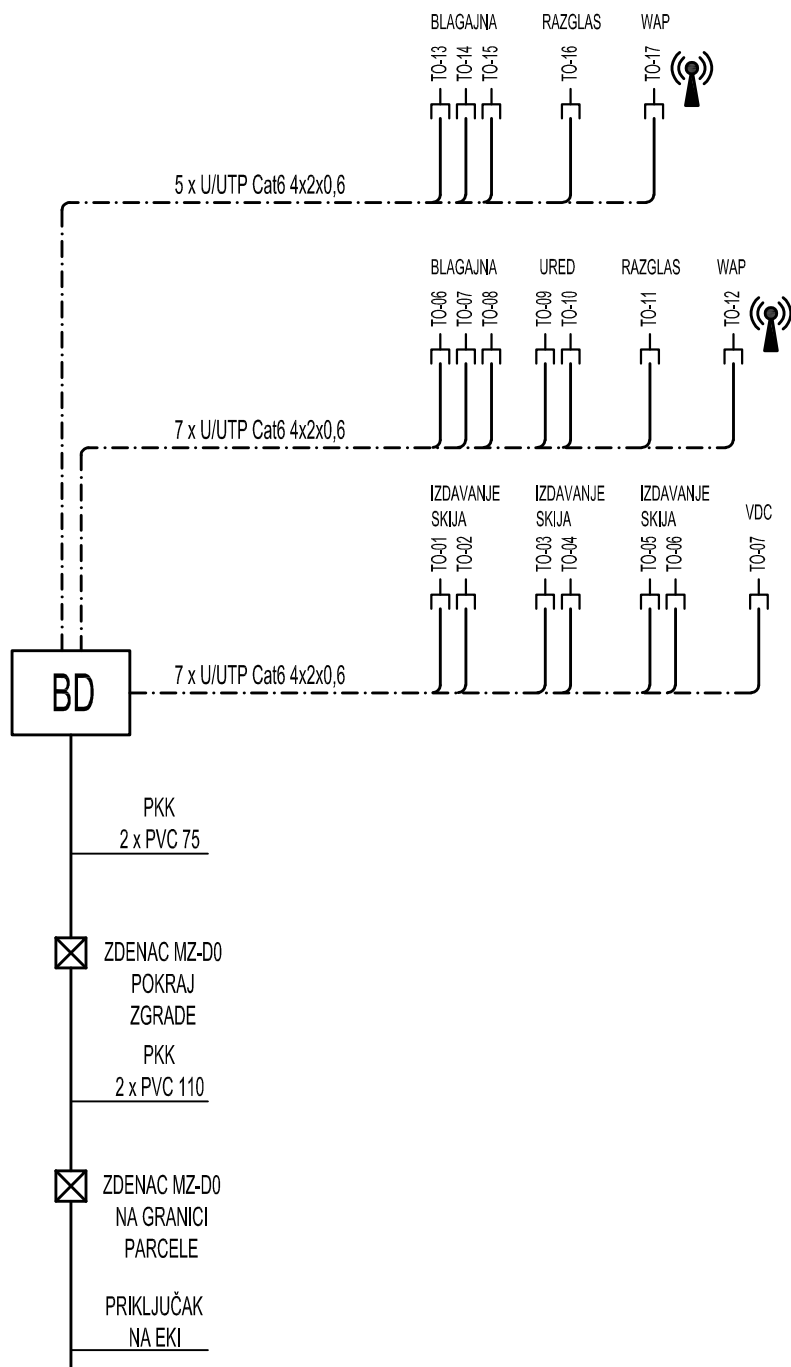 BLAGAJNA
RAZGLAS
WAP
TO-13
TO-14
TO-15
TO-16
TO-17
5 x U/UTP Cat6 4x2x0,6
BLAGAJNA
URED
RAZGLAS
WAP
TO-06
TO-07
TO-08
TO-09
TO-10
TO-11
TO-12
7 x U/UTP Cat6 4x2x0,6
IZDAVANJE
SKIJA
IZDAVANJE
SKIJA
IZDAVANJE
SKIJA
VDC
TO-01
TO-02
TO-03
TO-04
TO-05
TO-06
TO-07
7 x U/UTP Cat6 4x2x0,6
BD
PKK
2 x PVC 75
ZDENAC MZ-D0
POKRAJ
ZGRADE
PKK
2 x PVC 110
ZDENAC MZ-D0
NA GRANICI
PARCELE
PRIKLJUČAK
NA EKI